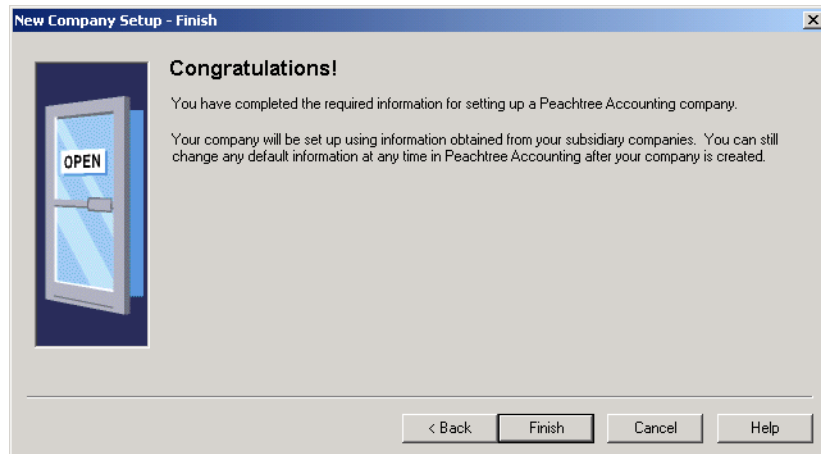 New Company Setup - Finish
Congratulations!
You have completed the required information for setting up a Peachtree Accounting company.
Your company will be set up using information obtained from your subsidiary companies. You can still
change any default information at any time in Peachtree Accounting after your company is created.
OPEN
< Back
Finish
Cancel
Help